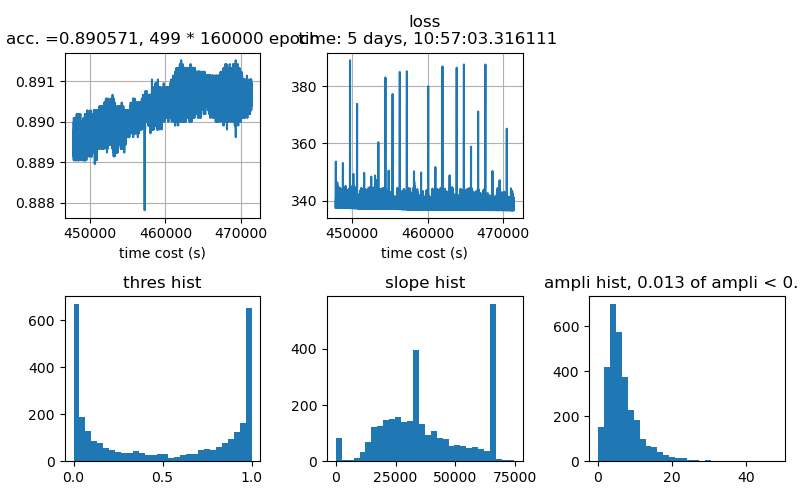 loss
acc. =0.890571, 499 * 160000 epoch
time: 5 days, 10:57:03.316111
0.891
0.890
0.889
0.888
450000 460000 470000
time cost (s)
380
360
340
450000 460000 470000
time cost (s)
thres hist
600
400
200
0
0.0 0.5 1.0
slope hist
400
200
0
0 25000 50000 75000
ampli hist, 0.013 of ampli < 0.
600
400
200
0
0 20 40